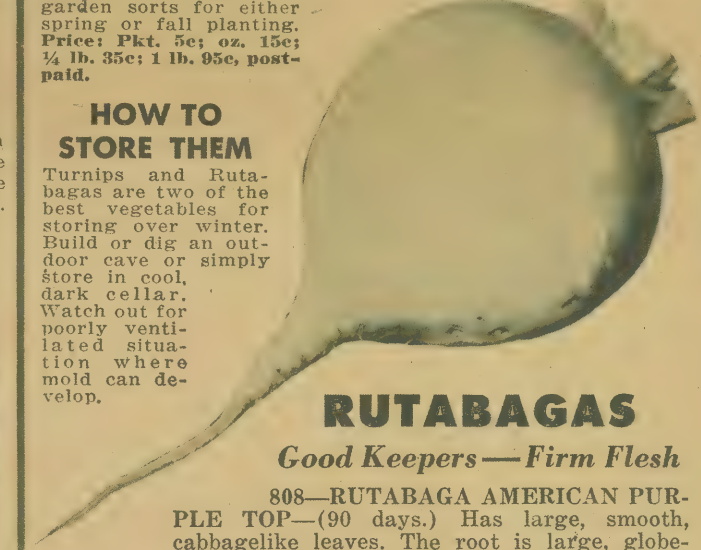 garden sorts for either
spring or fall planting.
Price: Pkt. 5c; oz. 15c;
¼ lb. 35c; 1 lb. 95c, post-
paid.
HOW TO
STORE THEM
Turnips and Ruta-
bagas are two of the
best vegetables for
storing over winter.
Build or dig an out-
door cave or simply
store in cool,
dark cellar.
Watch out for
poorly venti-
lated situa-
tion where
mold can de-
velop.
RUTABAGAS
Good Keepers—Firm Flesh
808—RUTABAGA AMERICAN PUR-
PLE TOP—(90 days.) Has large, smooth,
cabbagelike leaves. The root is large, globe-